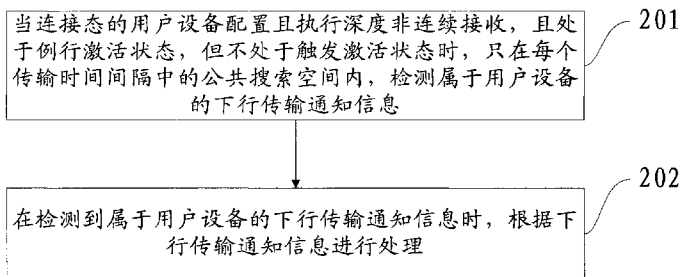 当连接态的用户设备配置且执行深度非连续接收，且处
于例行激活状态，但不处于触发激活状态时，只在每个
传输时间间隔中的公共搜索空间内，检测属于用户设备
的下行传输通知信息
201
在检测到属于用户设备的下行传输通知信息时，根据下
行传输通知信息进行处理
202